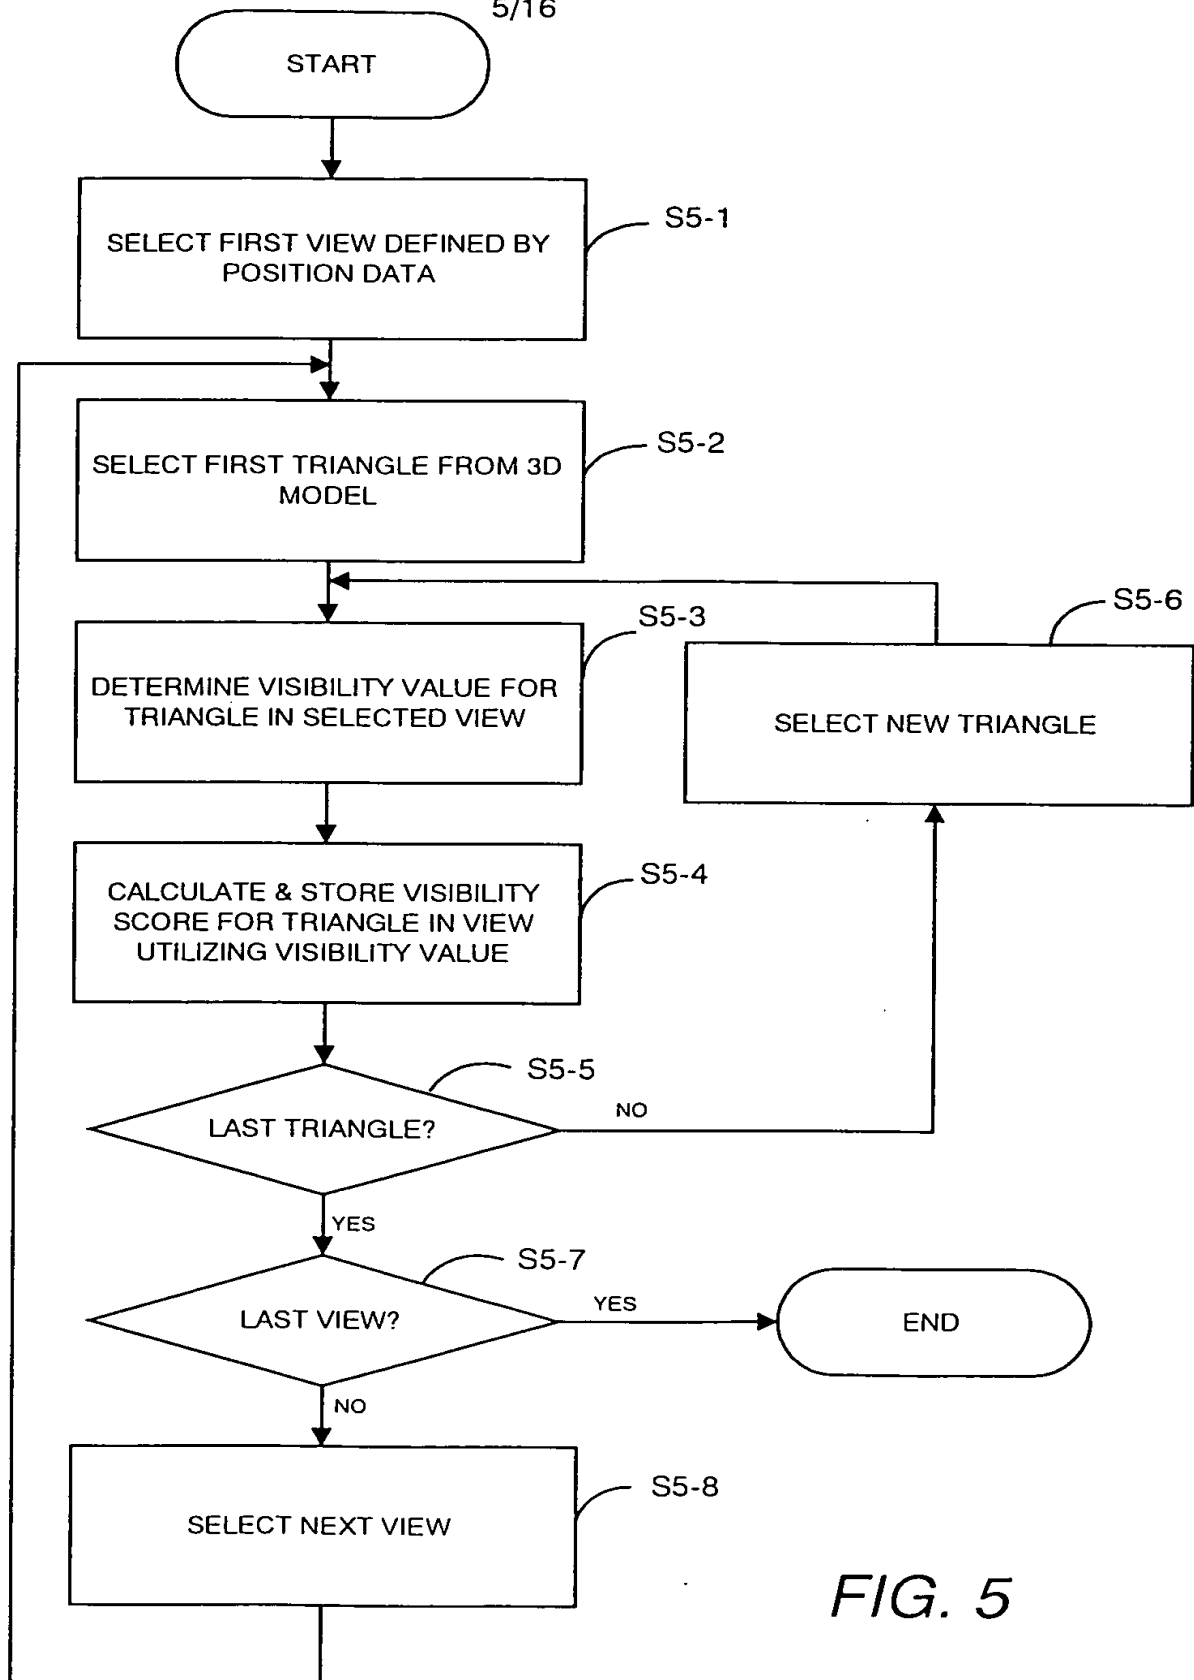 5/16
START
SELECT FIRST VIEW DEFINED BY
POSITION DATA
S5-1
SELECT FIRST TRIANGLE FROM 3D
MODEL
S5-2
DETERMINE VISIBILITY VALUE FOR
TRIANGLE IN SELECTED VIEW
S5-3
SELECT NEW TRIANGLE
S5-6
CALCULATE & STORE VISIBILITY
SCORE FOR TRIANGLE IN VIEW
UTILIZING VISIBILITY VALUE
S5-4
LAST TRIANGLE?
S5-5
NO
YES
LAST VIEW?
S5-7
YES
END
NO
SELECT NEXT VIEW
S5-8
FIG. 5